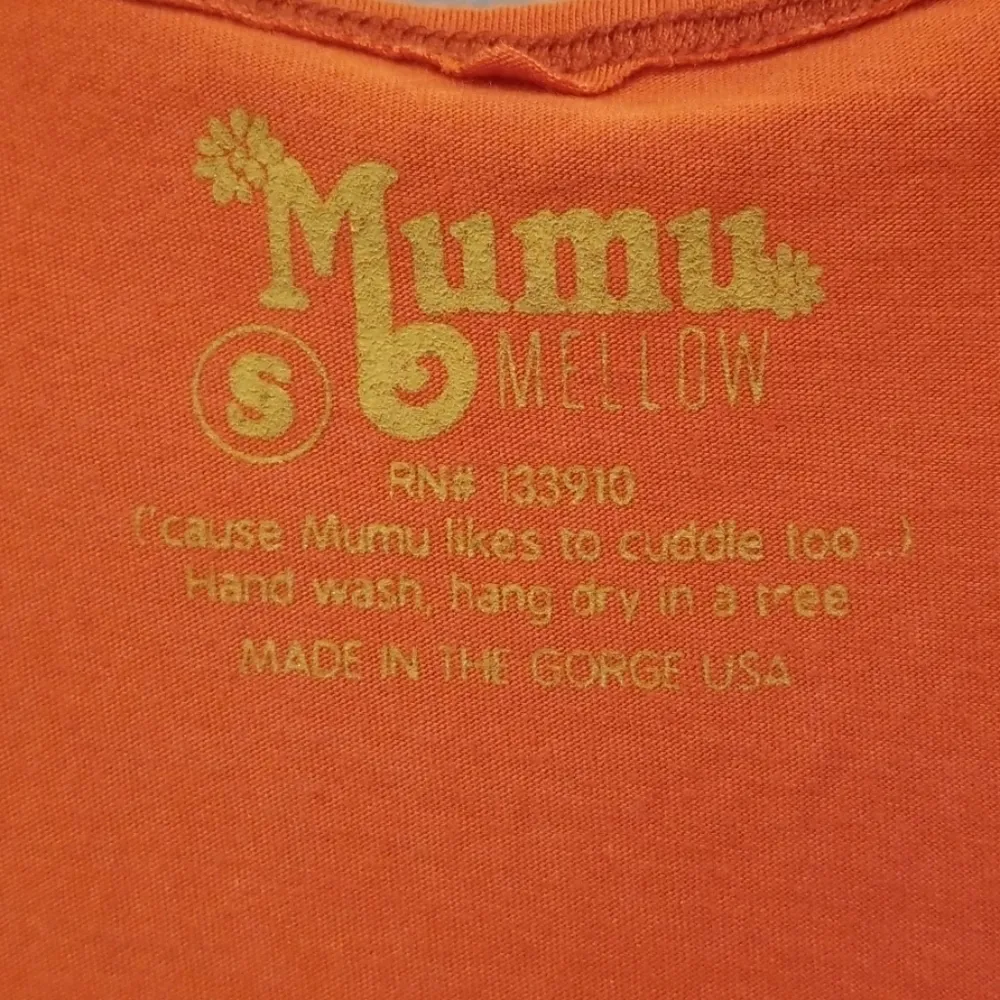 Mumu
MELLOW
S
RN# 133910
('cause Mumu likes to cuddle too...)
Hand wash, hang dry in a tree
MADE IN THE GORGE USA